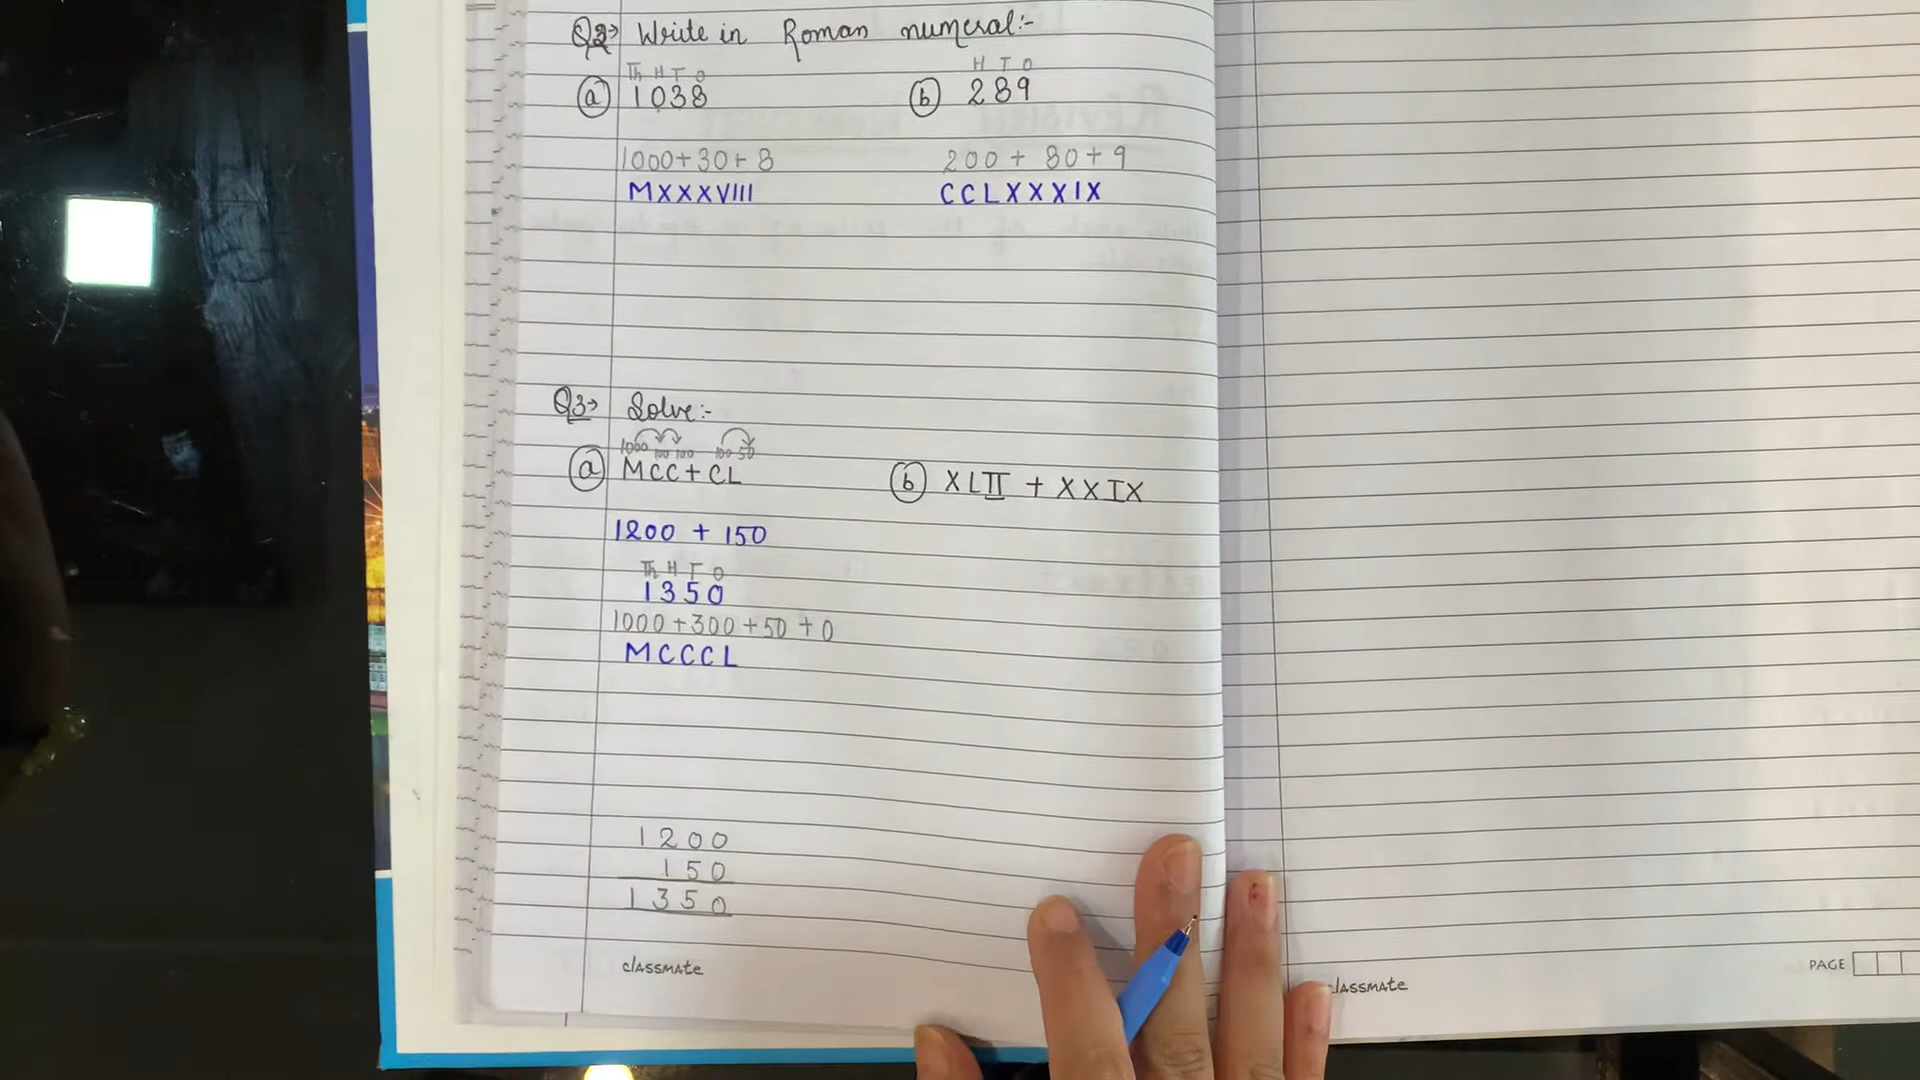 Q2→ Write in Roman numeral:-
Th H T O
H T O
(a) 1038
(b) 289
1000+30+8
200 + 80+9
MXXXVIII
CCLXXXIX
Q3→ Solve:-
1000 100 100 100 50
(a) MCC+CL
(b) XLII + XXIX
1200 + 150
Th H T O
1350
1000+300+50+0
MCCCL
1200
150
1350
classmate
PAGE
classmate